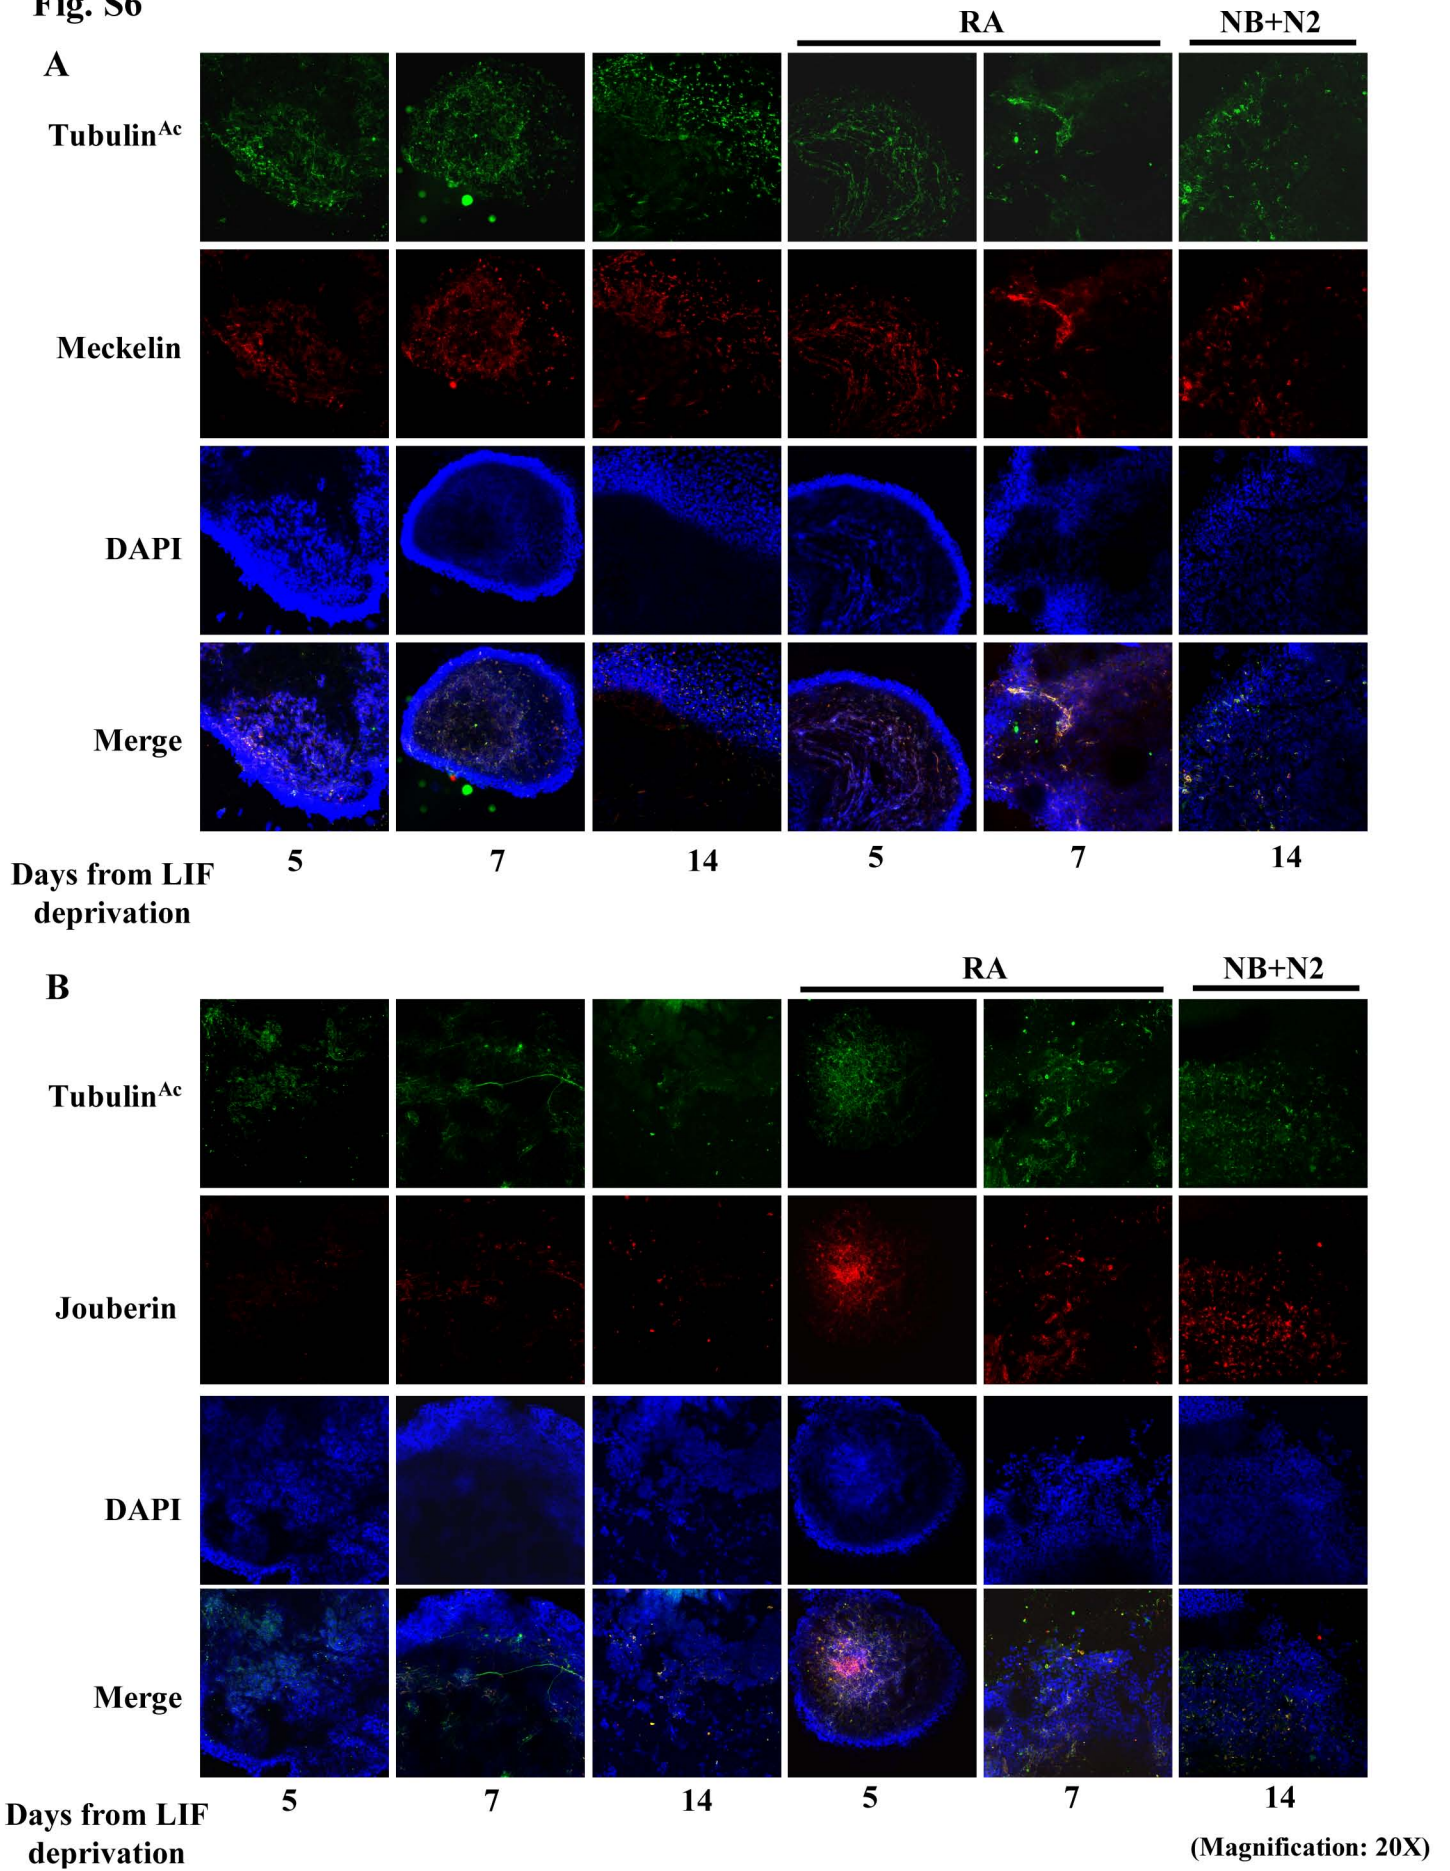 Fig. S6
RA
NB+N2
A
Tubulin^Ac
Meckelin
DAPI
Merge
5
7
14
5
7
14
Days from LIF
deprivation
B
RA
NB+N2
Tubulin^Ac
Jouberin
DAPI
Merge
5
7
14
5
7
14
Days from LIF
deprivation
(Magnification: 20X)